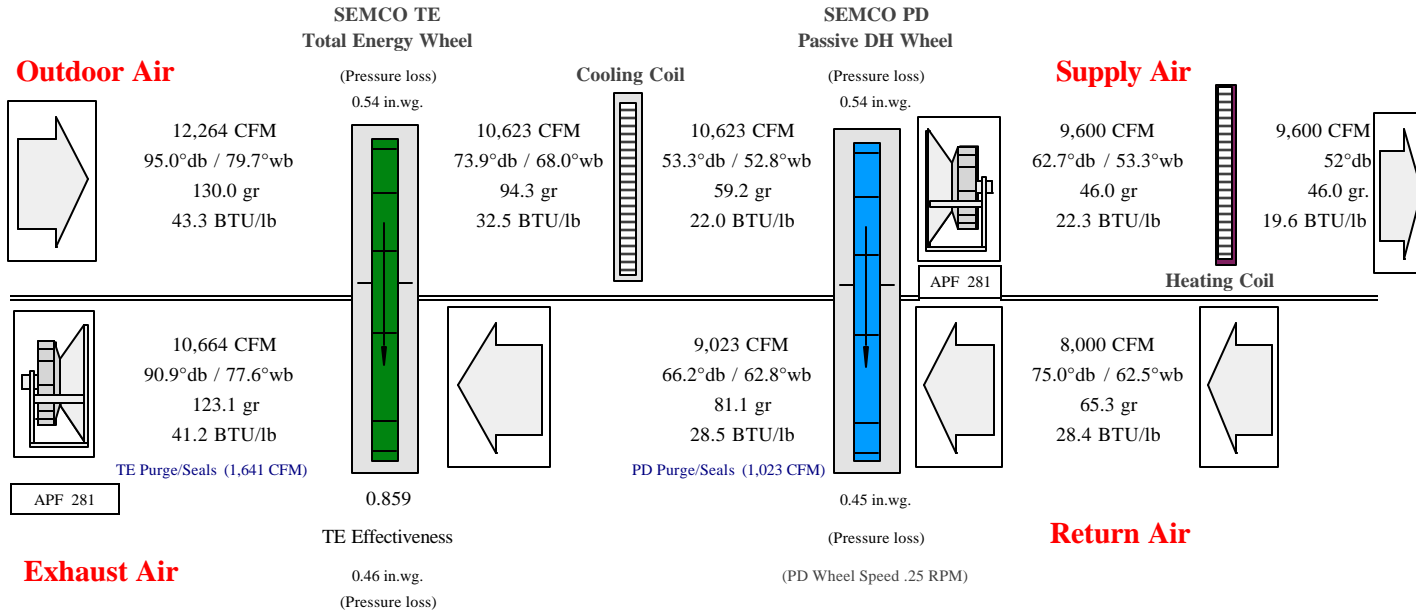 SEMCO TE
Total Energy Wheel
SEMCO PD
Passive DH Wheel
Outdoor Air
(Pressure loss)
0.54 in.wg.
Cooling Coil
(Pressure loss)
0.54 in.wg.
Supply Air
12,264 CFM
95.0°db / 79.7°wb
130.0 gr
43.3 BTU/lb
10,623 CFM
73.9°db / 68.0°wb
94.3 gr
32.5 BTU/lb
10,623 CFM
53.3°db / 52.8°wb
59.2 gr
22.0 BTU/lb
9,600 CFM
62.7°db / 53.3°wb
46.0 gr
22.3 BTU/lb
9,600 CFM
52°db
46.0 gr.
19.6 BTU/lb
APF 281
Heating Coil
10,664 CFM
90.9°db / 77.6°wb
123.1 gr
41.2 BTU/lb
TE Purge/Seals (1,641 CFM)
9,023 CFM
66.2°db / 62.8°wb
81.1 gr
28.5 BTU/lb
PD Purge/Seals (1,023 CFM)
8,000 CFM
75.0°db / 62.5°wb
65.3 gr
28.4 BTU/lb
APF 281
0.859
TE Effectiveness
0.46 in.wg.
(Pressure loss)
0.45 in.wg.
(Pressure loss)
(PD Wheel Speed .25 RPM)
Return Air
Exhaust Air